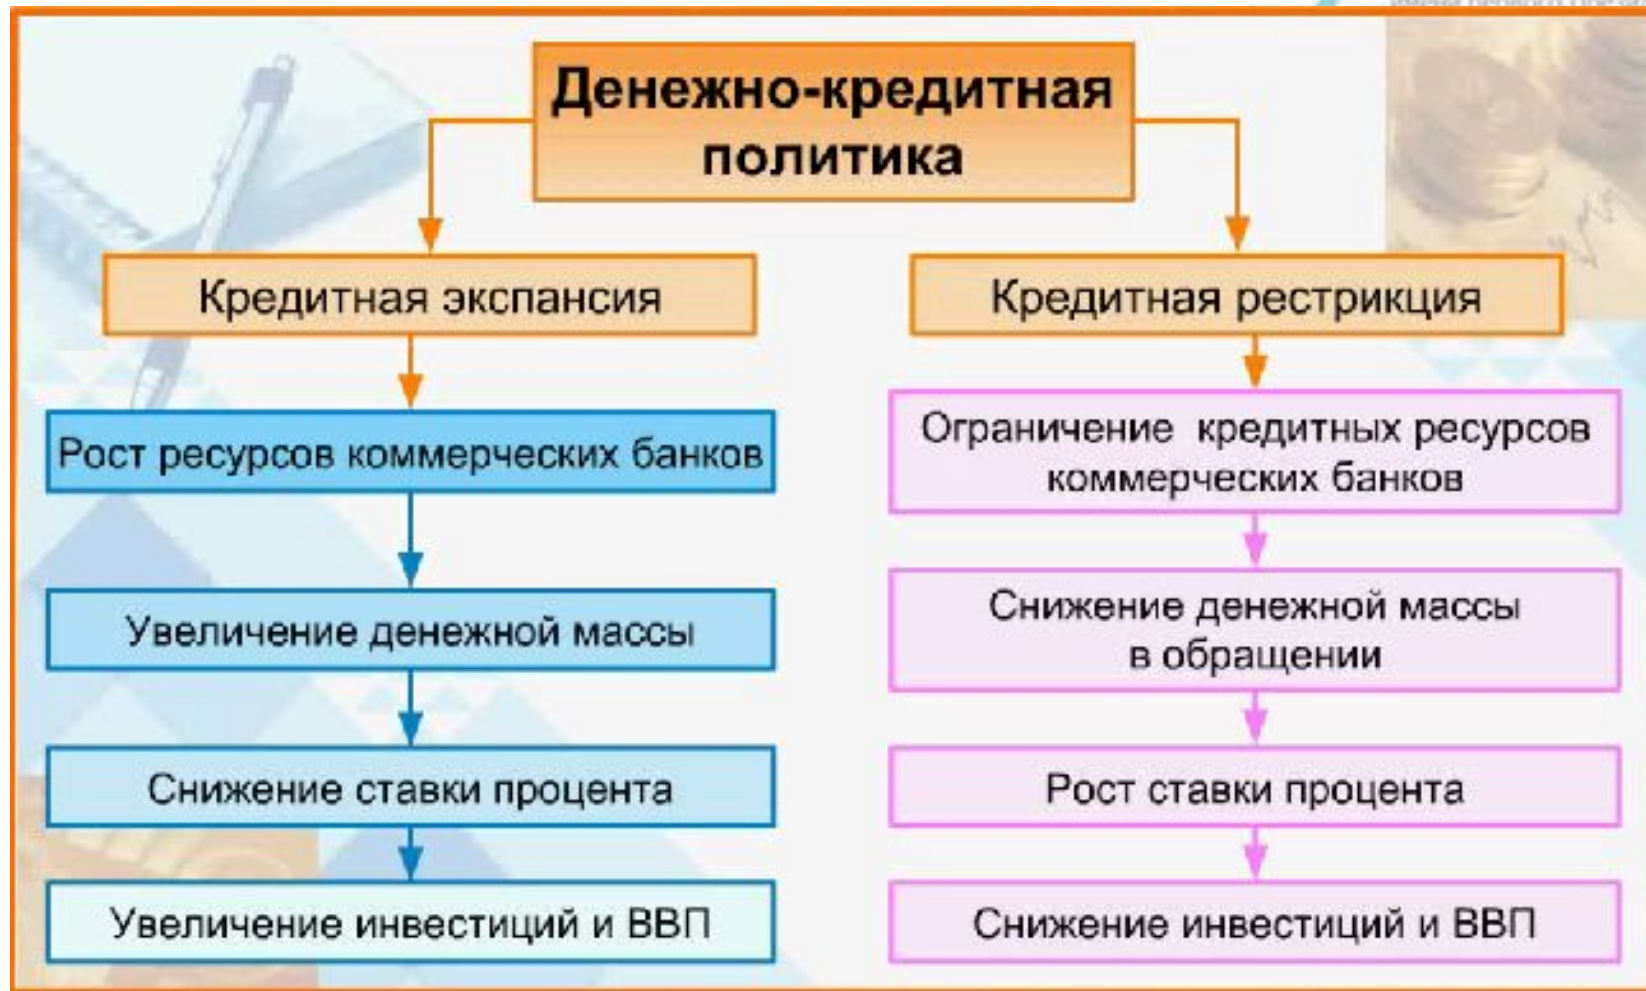 Денежно-кредитная
политика
Кредитная экспансия
Кредитная рестрикция
Рост ресурсов коммерческих банков
Ограничение кредитных ресурсов
коммерческих банков
Увеличение денежной массы
Снижение денежной массы
в обращении
Снижение ставки процента
Рост ставки процента
Увеличение инвестиций и ВВП
Снижение инвестиций и ВВП